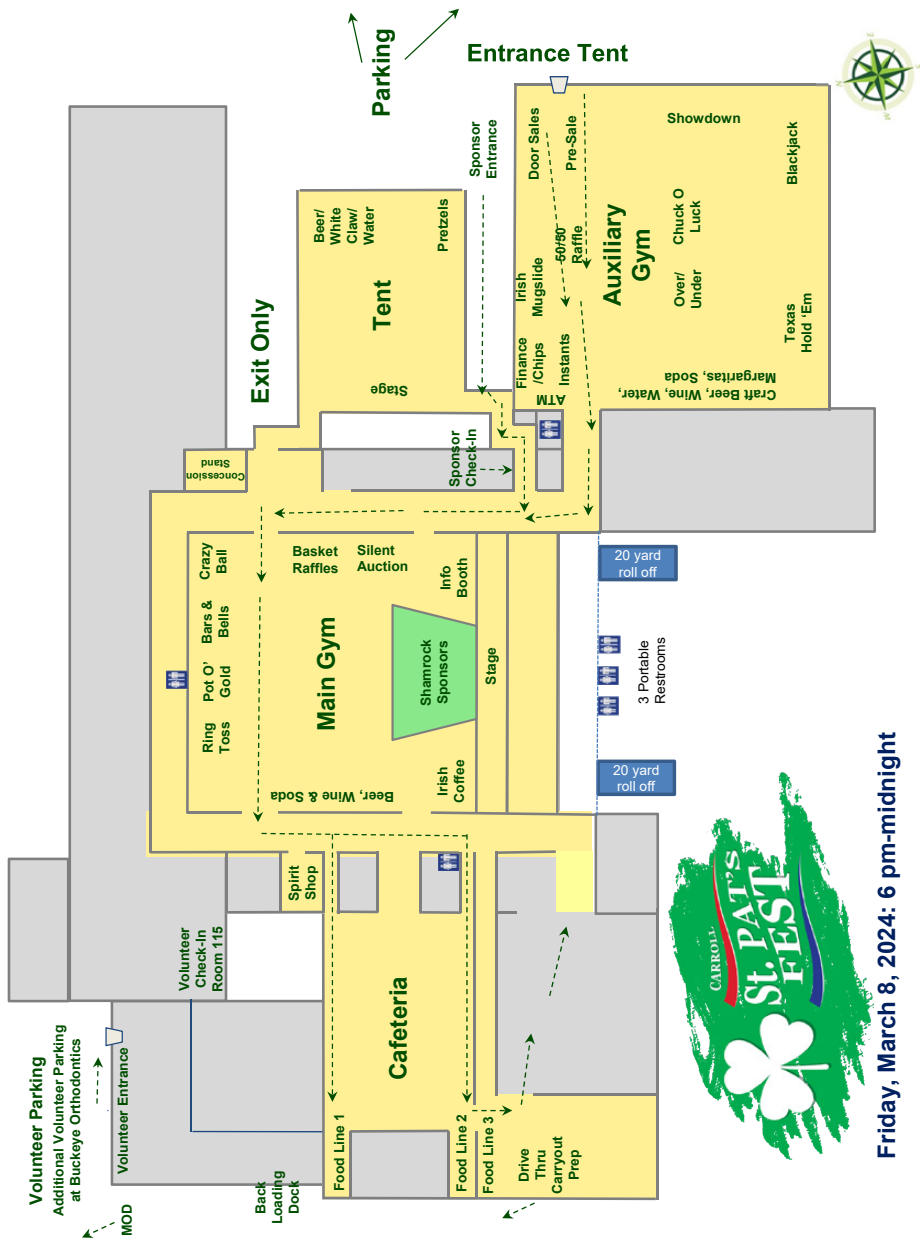 Volunteer Parking
Additional Volunteer Parking
at Buckeye Orthodontics
MOD
Volunteer Entrance
Volunteer
Check-In
Room 115
Back
Loading
Dock
Food Line 1
Food Line 2
Food Line 3
Drive
Thru
Carryout
Prep
Cafeteria
Spirit
Shop
Ring
Toss
Pot O’
Gold
Bars &
Bells
Crazy
Ball
Concession
Stand
Exit Only
Main Gym
Beer, Wine & Soda
Basket
Raffles
Silent
Auction
Irish
Coffee
Shamrock
Sponsors
Info
Booth
Stage
Tent
Stage
Beer/
White
Claw/
Water
Pretzels
Parking
Sponsor
Entrance
Sponsor
Check-In
Entrance Tent
Door Sales
Pre-Sale
Showdown
Auxiliary
Gym
Irish
Mugslide
50/50
Raffle
Finance
/Chips
Instants
ATM
Chuck O
Luck
Over/
Under
Blackjack
Texas
Hold ‘Em
Craft Beer, Wine, Water,
Margaritas, Soda
20 yard
roll off
3 Portable
Restrooms
20 yard
roll off
CARROLL
St. PAT's
FEST
Friday, March 8, 2024: 6 pm-midnight